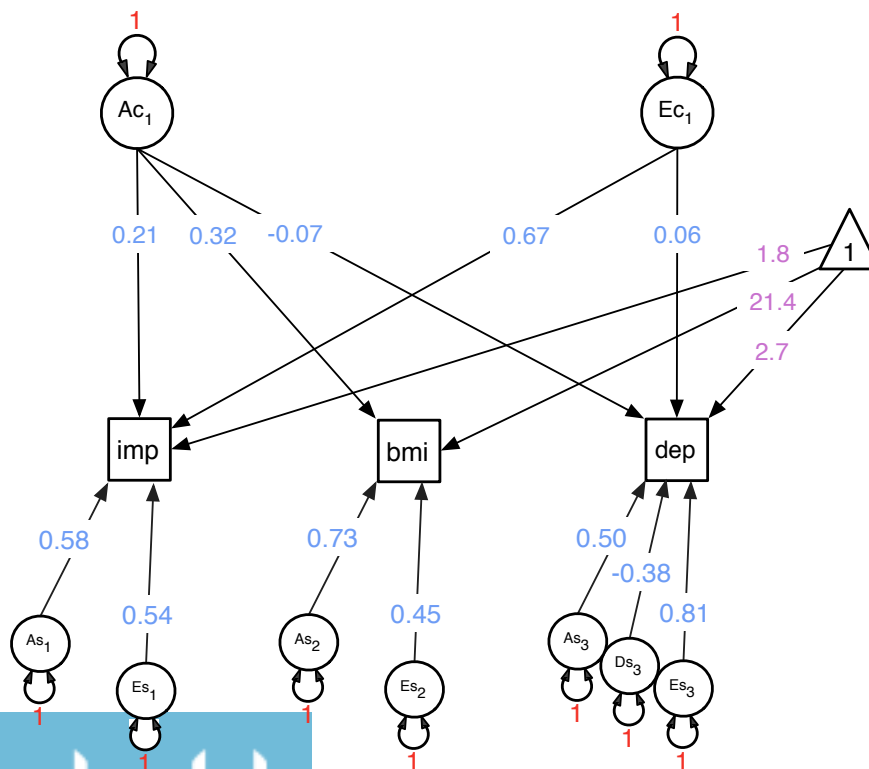 1
1
Ac1
Ec1
0.21
0.32
-0.07
0.67
0.06
1
1.8
21.4
2.7
imp
bmi
dep
0.58
0.73
0.50
-0.38
0.54
0.45
0.81
As1
As2
As3
Ds3
Es1
Es2
Es3
1
1
1
1
1
1
1